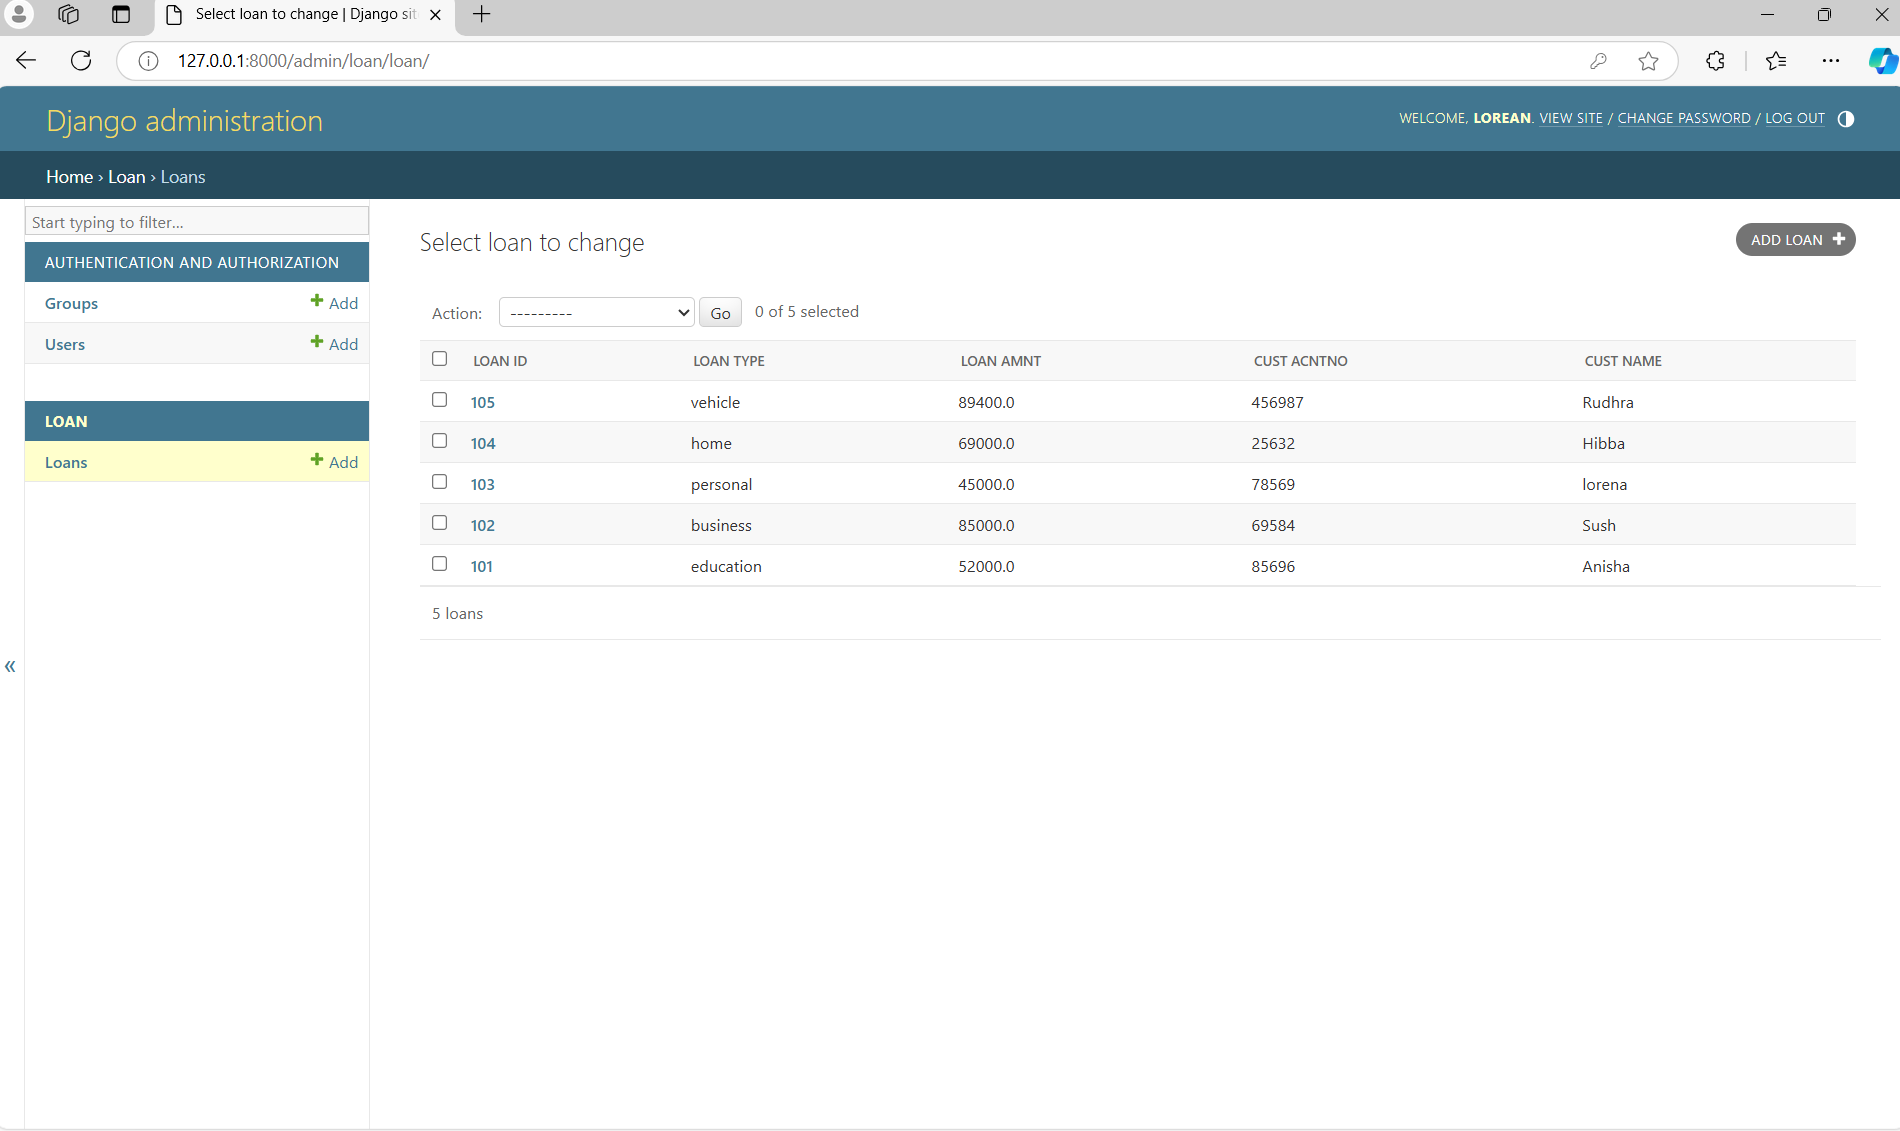 Select loan to change | Django sit
127.0.0.1:8000/admin/loan/loan/
Django administration
WELCOME, LOREAN. VIEW SITE / CHANGE PASSWORD / LOG OUT
Home › Loan › Loans
Start typing to filter...
AUTHENTICATION AND AUTHORIZATION
Groups + Add
Users + Add
LOAN
Loans + Add
«
Select loan to change
ADD LOAN +
Action: --------- Go 0 of 5 selected
LOAN ID LOAN TYPE LOAN AMNT CUST ACNTNO CUST NAME
105 vehicle 89400.0 456987 Rudhra
104 home 69000.0 25632 Hibba
103 personal 45000.0 78569 lorena
102 business 85000.0 69584 Sush
101 education 52000.0 85696 Anisha
5 loans